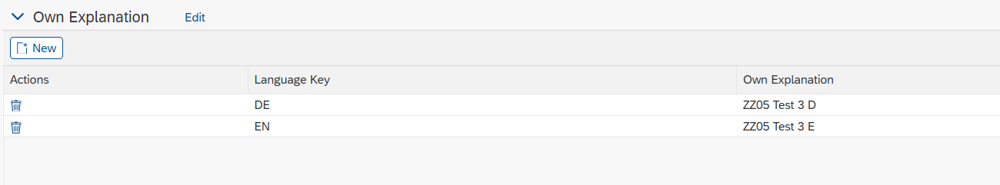 Own Explanation Edit
New
Actions Language Key Own Explanation
DE ZZ05 Test 3 D
EN ZZ05 Test 3 E